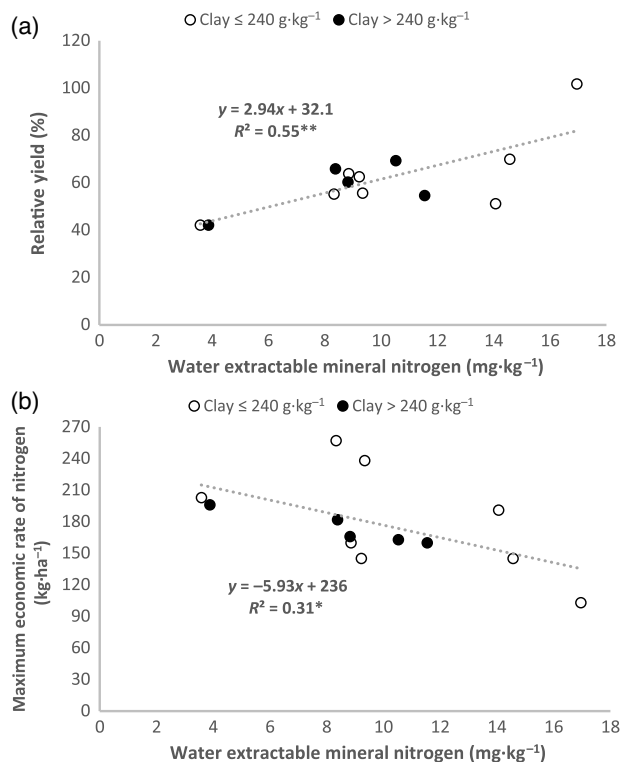 (a)
Clay ≤ 240 g·kg⁻¹ Clay > 240 g·kg⁻¹
120
100
80
60
40
20
0
Relative yield (%)
y = 2.94x + 32.1
R² = 0.55**
0 2 4 6 8 10 12 14 16 18
Water extractable mineral nitrogen (mg·kg⁻¹)
(b)
Clay ≤ 240 g·kg⁻¹ Clay > 240 g·kg⁻¹
270
240
210
180
150
120
90
60
30
0
Maximum economic rate of nitrogen
(kg·ha⁻¹)
y = –5.93x + 236
R² = 0.31*
0 2 4 6 8 10 12 14 16 18
Water extractable mineral nitrogen (mg·kg⁻¹)